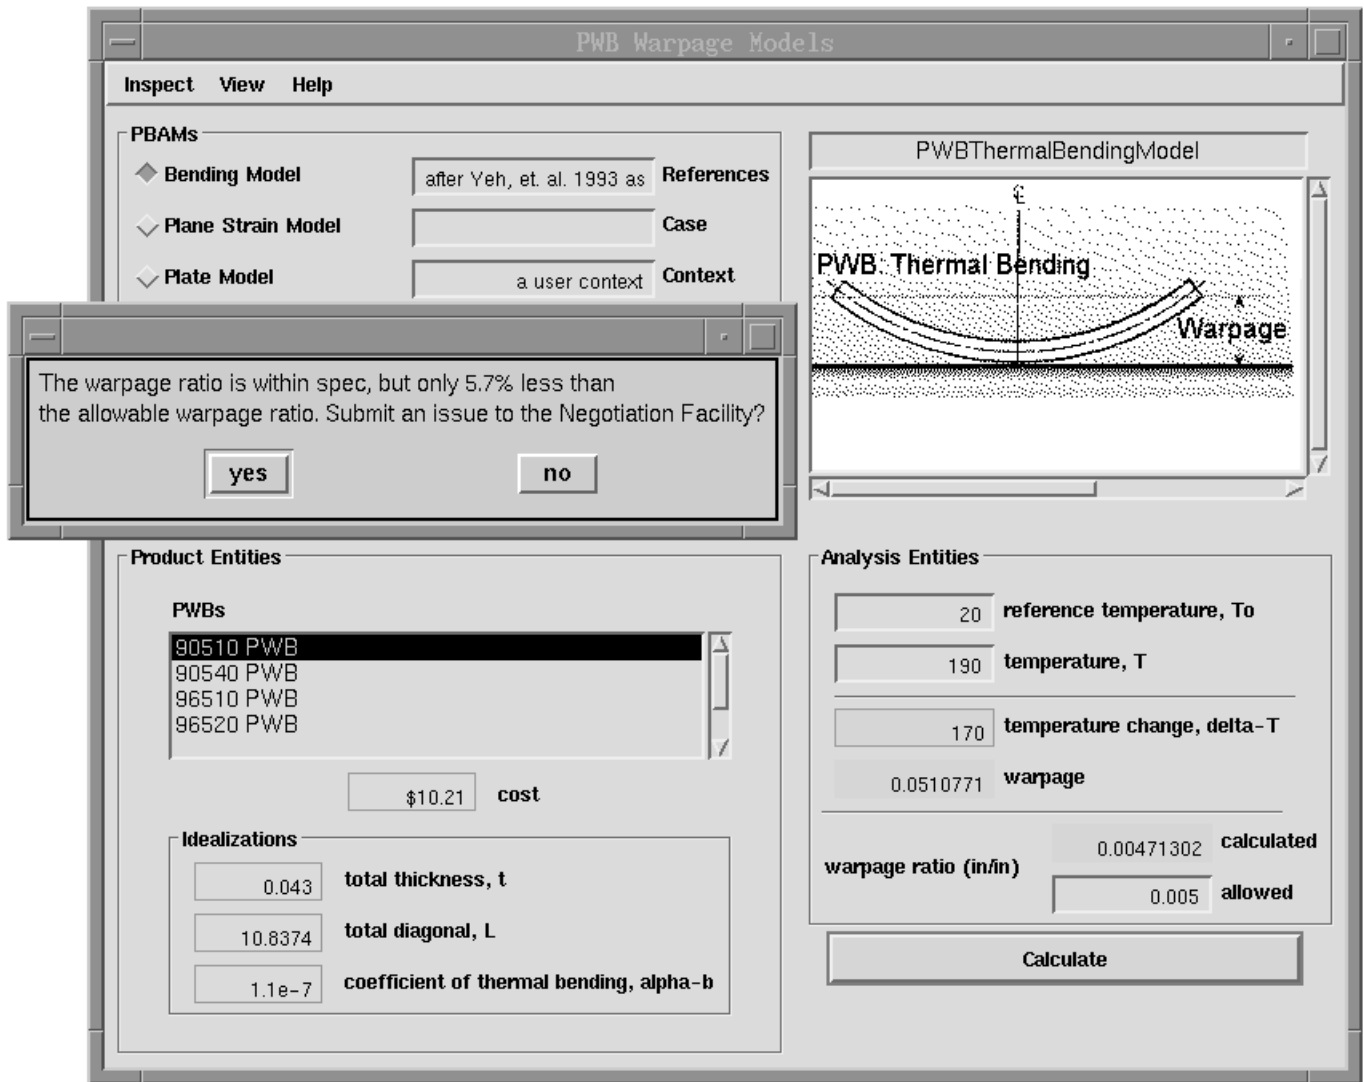 PWB Warpage Models
Inspect View Help
PBAMs
Bending Model
after Yeh, et. al. 1993 as References
Plane Strain Model
Case
Plate Model
a user context Context
PWBThermalBendingModel
PWB Thermal Bending
Warpage
The warpage ratio is within spec, but only 5.7% less than
the allowable warpage ratio. Submit an issue to the Negotiation Facility?
yes no
Product Entities
PWBs
90510 PWB
90540 PWB
96510 PWB
96520 PWB
$10.21 cost
Idealizations
0.043 total thickness, t
10.8374 total diagonal, L
1.1e-7 coefficient of thermal bending, alpha-b
Analysis Entities
20 reference temperature, To
190 temperature, T
170 temperature change, delta-T
0.0510771 warpage
warpage ratio (in/in)
0.00471302 calculated
0.005 allowed
Calculate